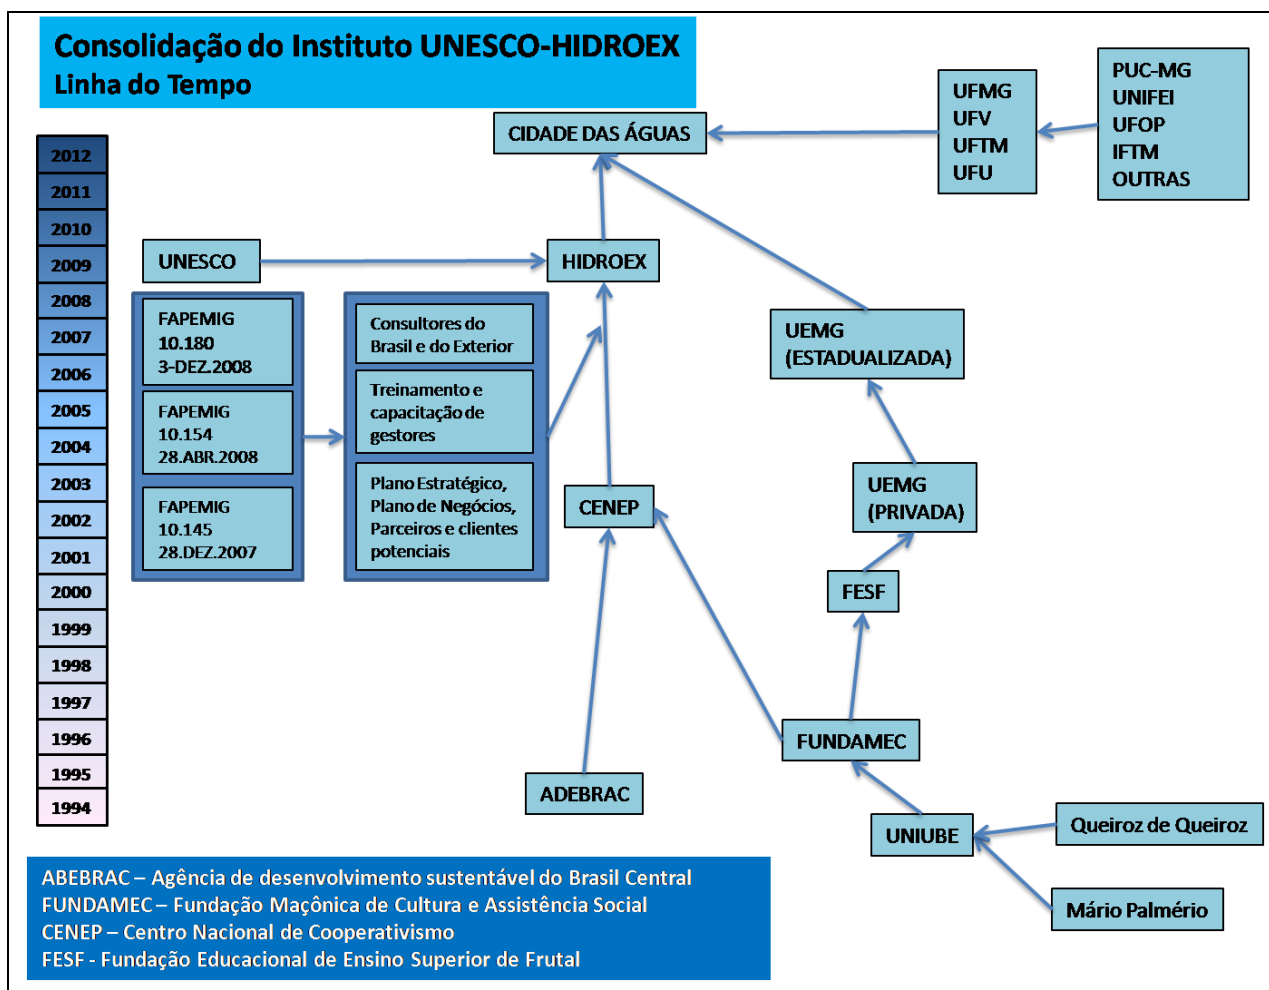 Consolidação do Instituto UNESCO-HIDROEX
Linha do Tempo
PUC-MG
UNIFEI
UFOP
IFTM
OUTRAS
UFMG
UFV
UFTM
UFU
CIDADE DAS ÁGUAS
2012
2011
2010
2009
2008
2007
2006
2005
2004
2003
2002
2001
2000
1999
1998
1997
1996
1995
1994
UNESCO
HIDROEX
FAPEMIG
10.180
3-DEZ.2008
FAPEMIG
10.154
28.ABR.2008
FAPEMIG
10.145
28.DEZ.2007
Consultores do
Brasil e do Exterior
Treinamento e
capacitação de
gestores
Plano Estratégico,
Plano de Negócios,
Parceiros e clientes
potenciais
UEMG
(ESTADUALIZADA)
CENEP
UEMG
(PRIVADA)
FESF
FUNDAMEC
ADEBRAC
UNIUBE
Queiroz de Queiroz
Mário Palmério
ABEBRAC – Agência de desenvolvimento sustentável do Brasil Central
FUNDAMEC – Fundação Maçônica de Cultura e Assistência Social
CENEP – Centro Nacional de Cooperativismo
FESF - Fundação Educacional de Ensino Superior de Frutal